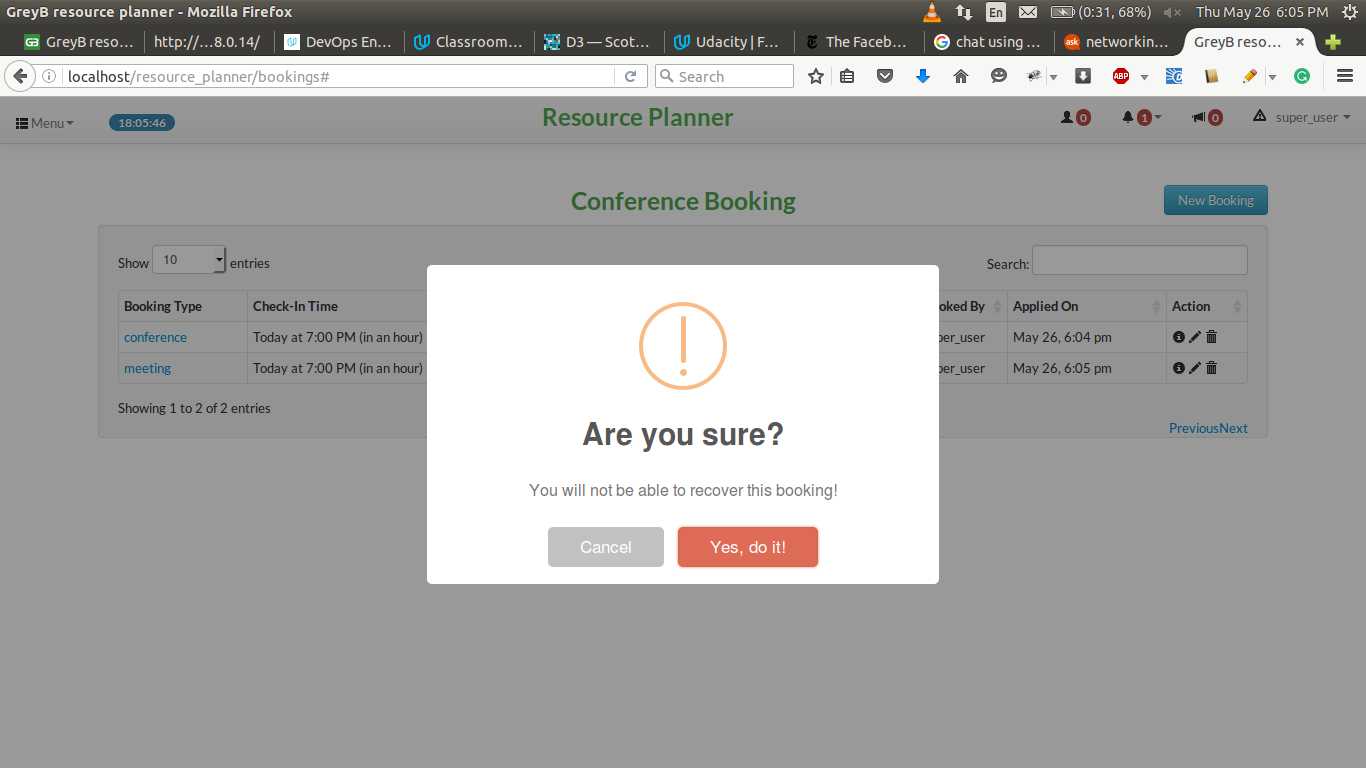 GreyB resource planner - Mozilla Firefox
En
(0:31, 68%)
Thu May 26 6:05 PM
GreyB reso...
http://...8.0.14/
DevOps En...
Classroom...
D3 — Scot...
Udacity | F...
The Faceb...
chat using ...
ask networkin...
GreyB reso...
localhost/resource_planner/bookings#
Search
ABP
Menu
18:05:46
Resource Planner
0
1
0
super_user
Conference Booking
New Booking
Show 10 entries
Search:
Booking Type Check-In Time oked By Applied On Action
conference Today at 7:00 PM (in an hour) per_user May 26, 6:04 pm
meeting Today at 7:00 PM (in an hour) per_user May 26, 6:05 pm
Showing 1 to 2 of 2 entries
PreviousNext
Are you sure?
You will not be able to recover this booking!
Cancel
Yes, do it!